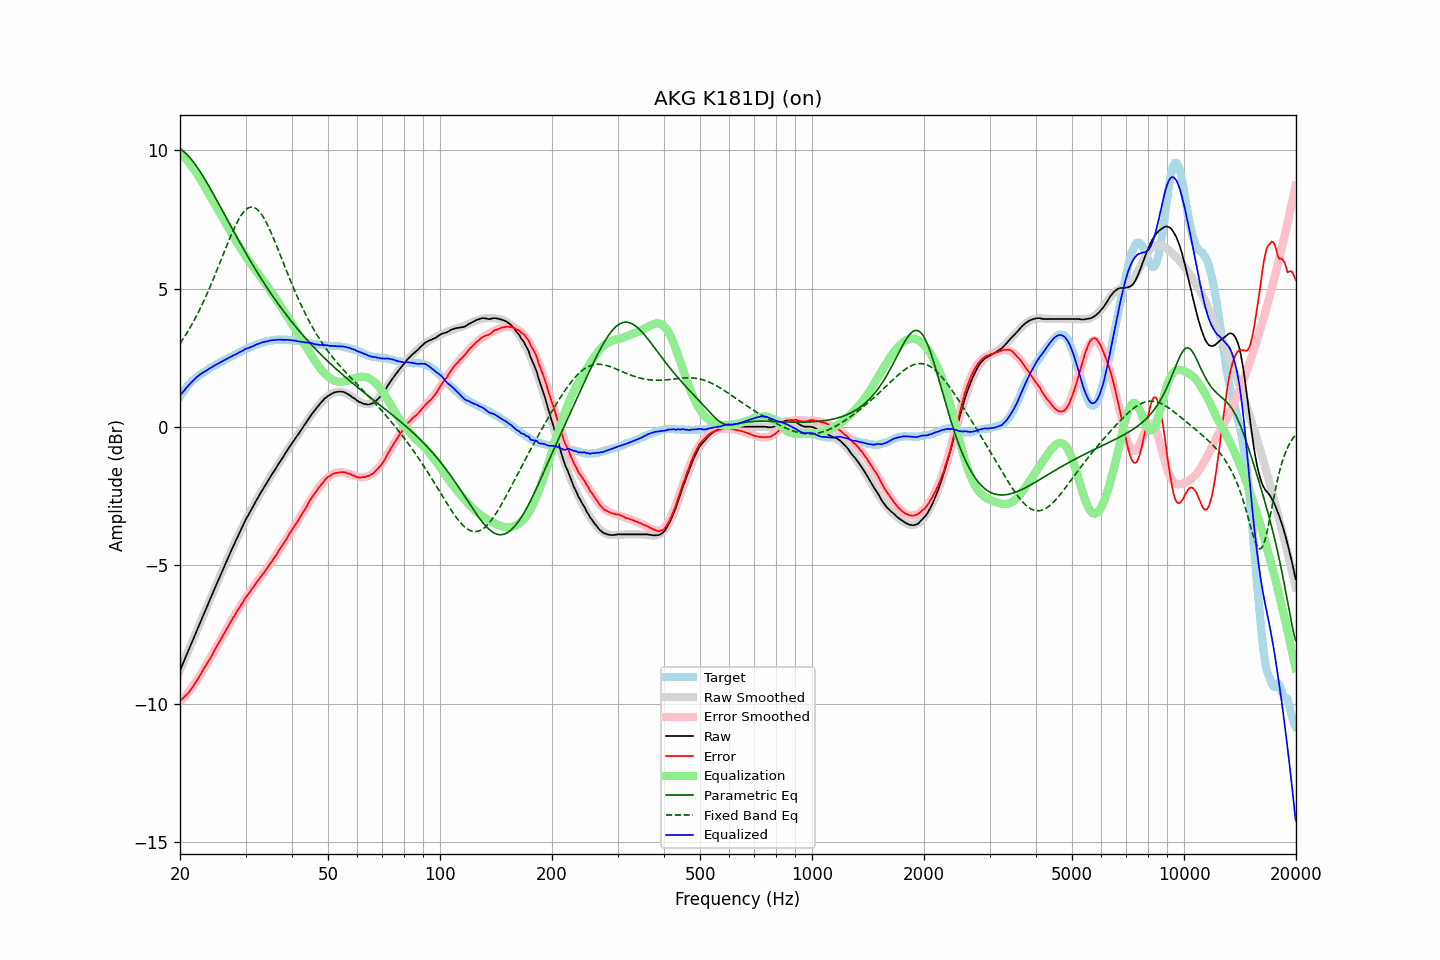 AKG K181DJ (on)
Amplitude (dBr)
10
5
0
−5
−10
−15
Target
Raw Smoothed
Error Smoothed
Raw
Error
Equalization
Parametric Eq
Fixed Band Eq
Equalized
20 50 100 200 500 1000 2000 5000 10000 20000
Frequency (Hz)